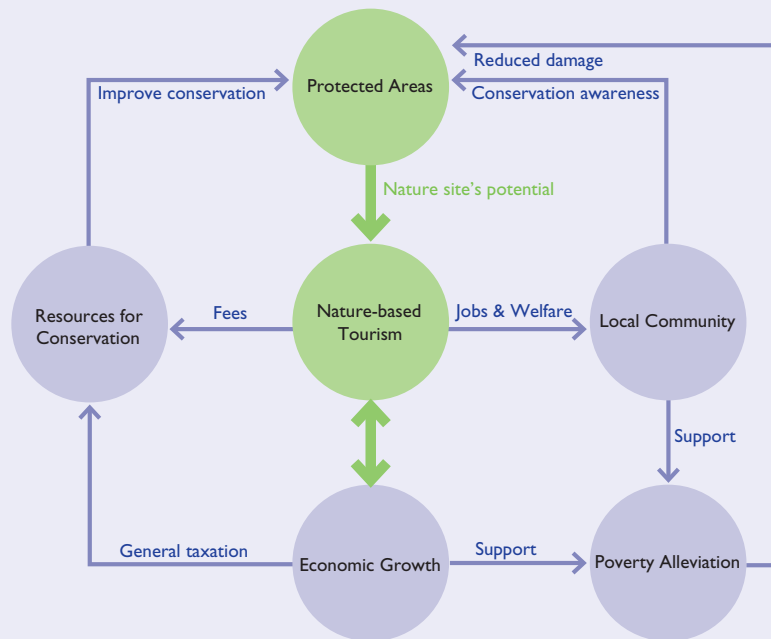 Reduced damage
Protected Areas
Improve conservation
Conservation awareness
Nature site's potential
Resources for
Conservation
Fees
Nature-based
Tourism
Jobs & Welfare
Local Community
Support
General taxation
Economic Growth
Support
Poverty Alleviation